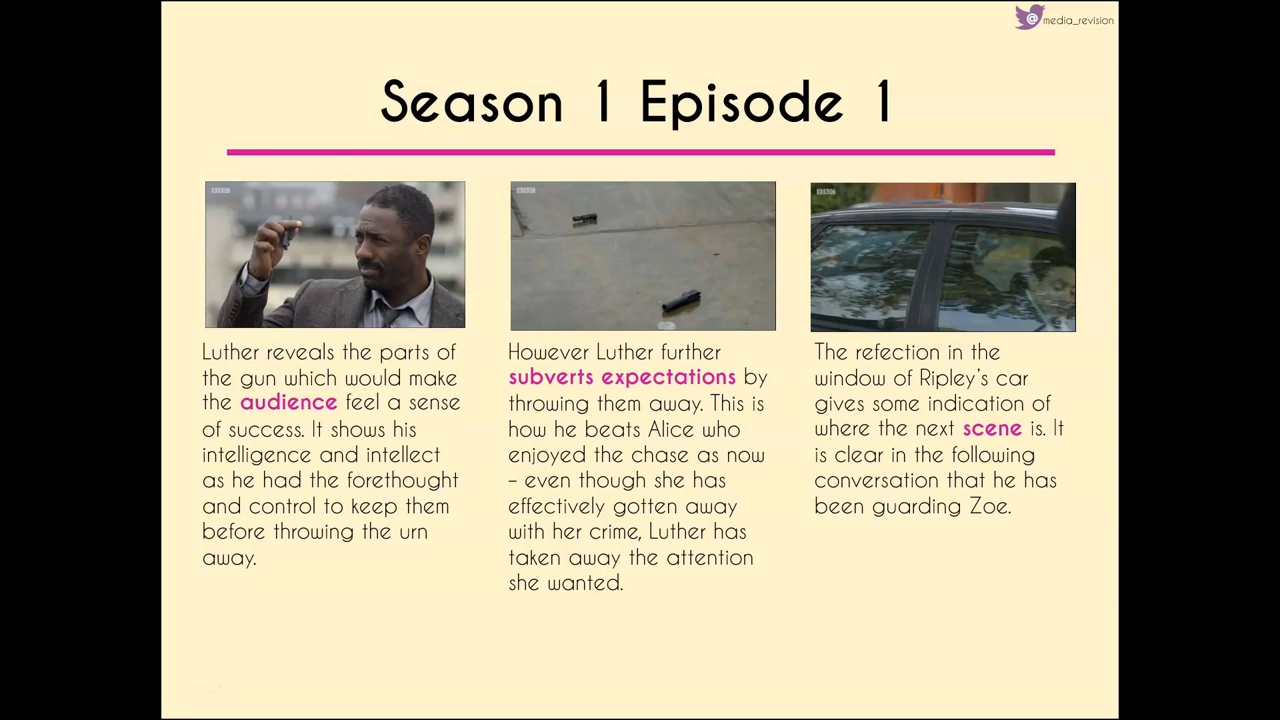 @media_revision
Season 1 Episode 1
BBC
Luther reveals the parts of
the gun which would make
the audience feel a sense
of success. It shows his
intelligence and intellect
as he had the forethought
and control to keep them
before throwing the urn
away.
BBC
However Luther further
subverts expectations by
throwing them away. This is
how he beats Alice who
enjoyed the chase as now
– even though she has
effectively gotten away
with her crime, Luther has
taken away the attention
she wanted.
BBC
The refection in the
window of Ripley's car
gives some indication of
where the next scene is. It
is clear in the following
conversation that he has
been guarding Zoe.